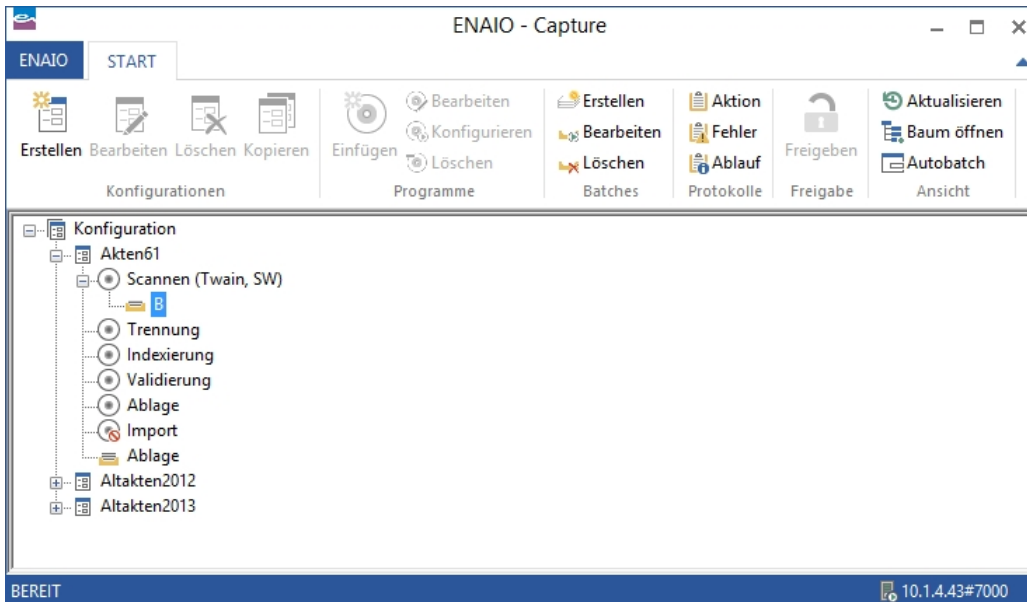 ENAIO - Capture
ENAIO START
Erstellen Bearbeiten Löschen Kopieren
Konfigurationen
Einfügen
Bearbeiten
Konfigurieren
Löschen
Programme
Erstellen
Bearbeiten
Löschen
Batches
Aktion
Fehler
Ablauf
Protokolle
Freigeben
Freigabe
Aktualisieren
Baum öffnen
Autobatch
Ansicht
Konfiguration
Akten61
Scannen (Twain, SW)
B
Trennung
Indexierung
Validierung
Ablage
Import
Ablage
Altakten2012
Altakten2013
BEREIT 10.1.4.43#7000